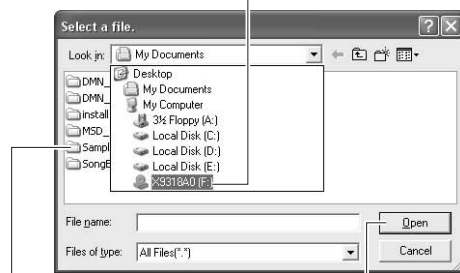 Select a file.
Look in: My Documents
Desktop
My Documents
My Computer
3½ Floppy (A:)
Local Disk (C:)
Local Disk (D:)
Local Disk (E:)
X9318A0 (F:)
DMN_
DMN_
install
MSD_
Sampl
SongE
File name:
Open
Files of type: All Files(*.*)
Cancel